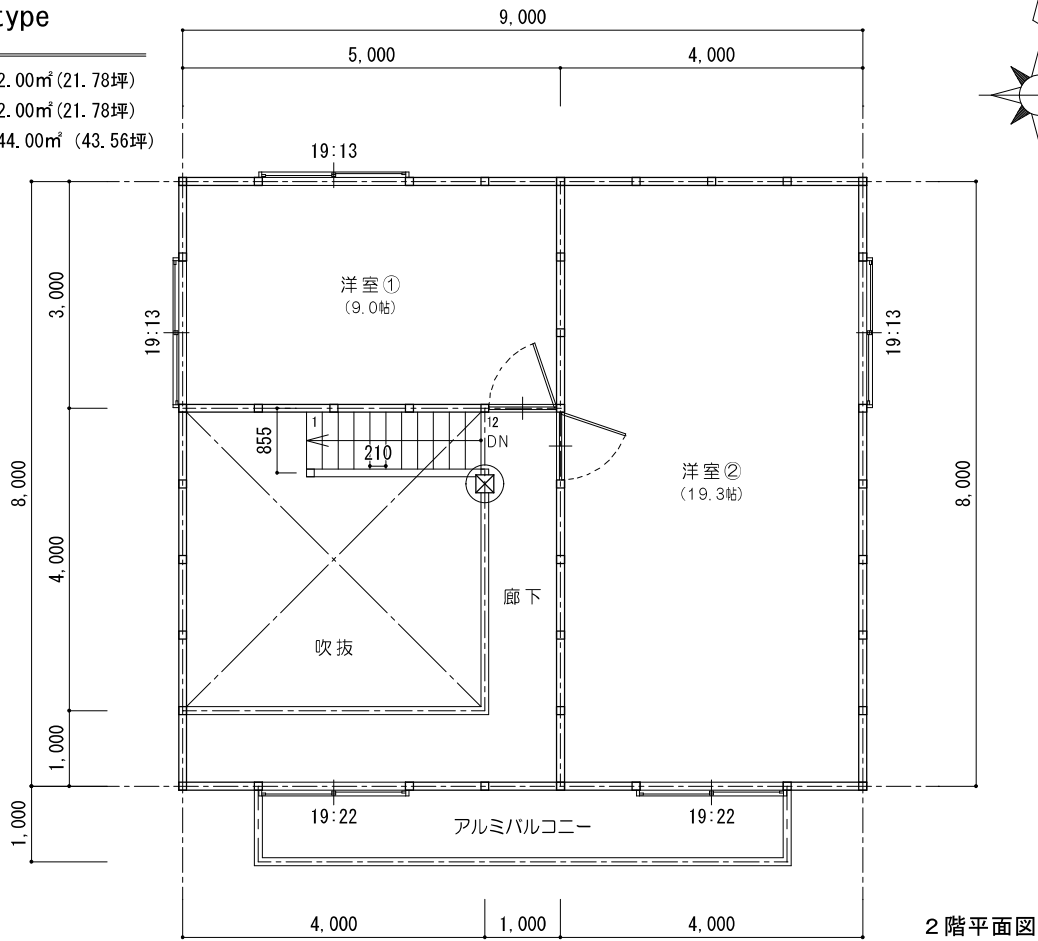 type
2.00㎡(21.78坪)
2.00㎡(21.78坪)
44.00㎡ (43.56坪)
9,000
5,000
4,000
19:13
3,000
19:13
洋室①
(9.0帖)
19:13
855
1
210
12
DN
洋室②
(19.3帖)
8,000
4,000
8,000
廊下
吹抜
1,000
1,000
19:22
アルミバルコニー
19:22
4,000
1,000
4,000
2階平面図